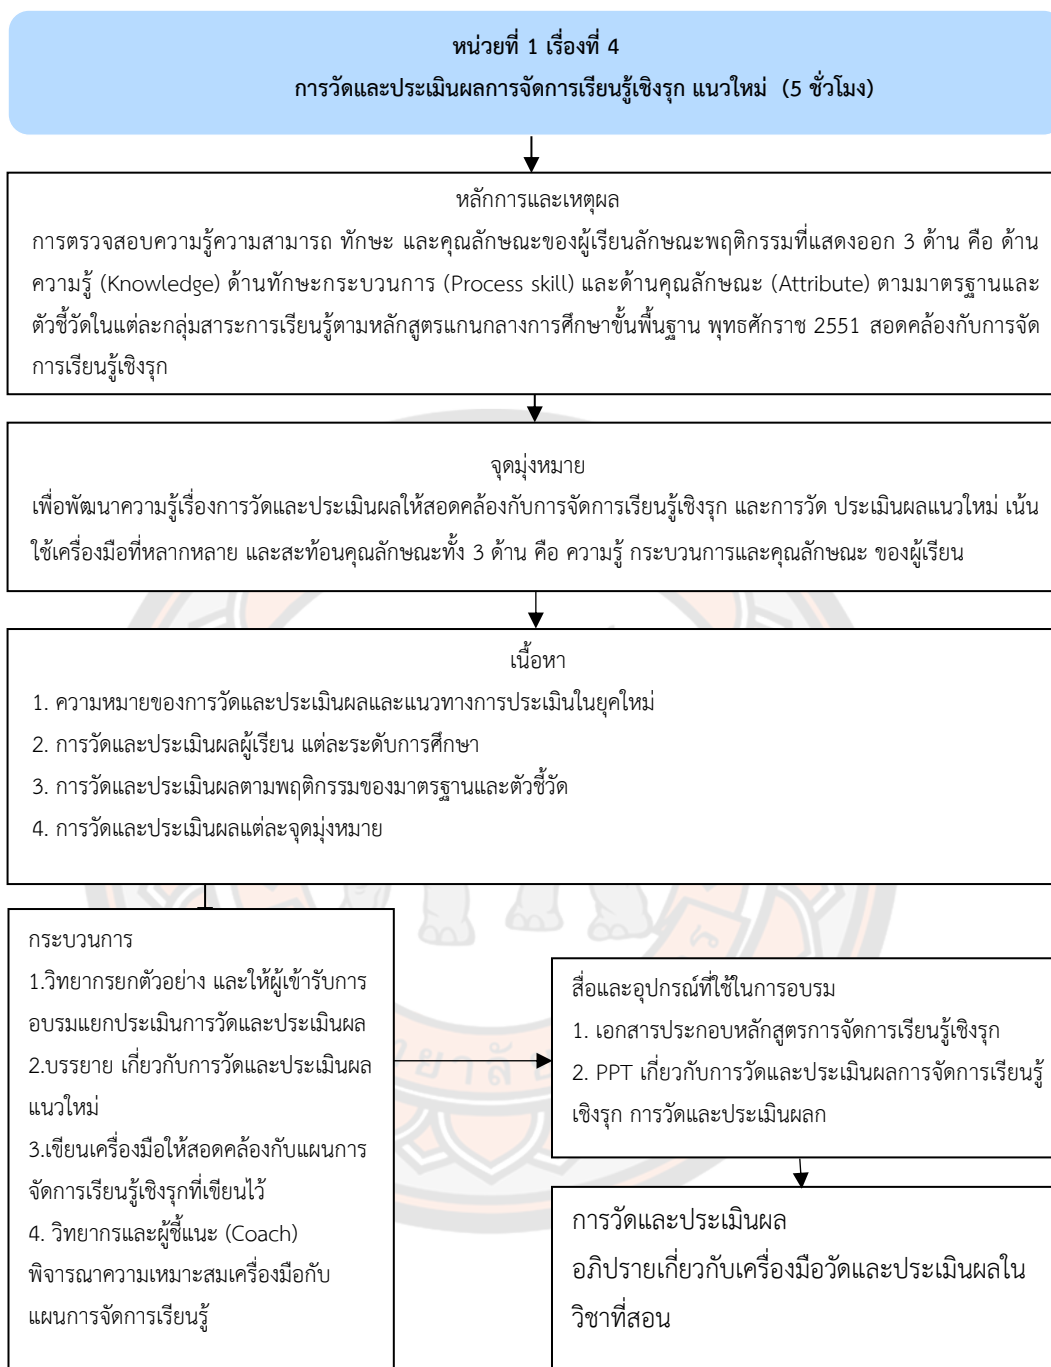 หน่วยที่ 1 เรื่องที่ 4
การวัดและประเมินผลการจัดการเรียนรู้เชิงรุก แนวใหม่ (5 ชั่วโมง)
หลักการและเหตุผล
การตรวจสอบความรู้ความสามารถ ทักษะ และคุณลักษณะของผู้เรียนลักษณะพฤติกรรมที่แสดงออก 3 ด้าน คือ ด้าน
ความรู้ (Knowledge) ด้านทักษะกระบวนการ (Process skill) และด้านคุณลักษณะ (Attribute) ตามมาตรฐานและ
ตัวชี้วัดในแต่ละกลุ่มสาระการเรียนรู้ตามหลักสูตรแกนกลางการศึกษาขั้นพื้นฐาน พุทธศักราช 2551 สอดคล้องกับการจัด
การเรียนรู้เชิงรุก
จุดมุ่งหมาย
เพื่อพัฒนาความรู้เรื่องการวัดและประเมินผลให้สอดคล้องกับการจัดการเรียนรู้เชิงรุก และการวัด ประเมินผลแนวใหม่ เน้น
ใช้เครื่องมือที่หลากหลาย และสะท้อนคุณลักษณะทั้ง 3 ด้าน คือ ความรู้ กระบวนการและคุณลักษณะ ของผู้เรียน
เนื้อหา
1. ความหมายของการวัดและประเมินผลและแนวทางการประเมินในยุคใหม่
2. การวัดและประเมินผลผู้เรียน แต่ละระดับการศึกษา
3. การวัดและประเมินผลตามพฤติกรรมของมาตรฐานและตัวชี้วัด
4. การวัดและประเมินผลแต่ละจุดมุ่งหมาย
กระบวนการ
1.วิทยากรยกตัวอย่าง และให้ผู้เข้ารับการ
อบรมแยกประเมินการวัดและประเมินผล
2.บรรยาย เกี่ยวกับการวัดและประเมินผล
แนวใหม่
3.เขียนเครื่องมือให้สอดคล้องกับแผนการ
จัดการเรียนรู้เชิงรุกที่เขียนไว้
4. วิทยากรและผู้ชี้แนะ (Coach)
พิจารณาความเหมาะสมเครื่องมือกับ
แผนการจัดการเรียนรู้
สื่อและอุปกรณ์ที่ใช้ในการอบรม
1. เอกสารประกอบหลักสูตรการจัดการเรียนรู้เชิงรุก
2. PPT เกี่ยวกับการวัดและประเมินผลการจัดการเรียนรู้
เชิงรุก การวัดและประเมินผลก
การวัดและประเมินผล
อภิปรายเกี่ยวกับเครื่องมือวัดและประเมินผลใน
วิชาที่สอน